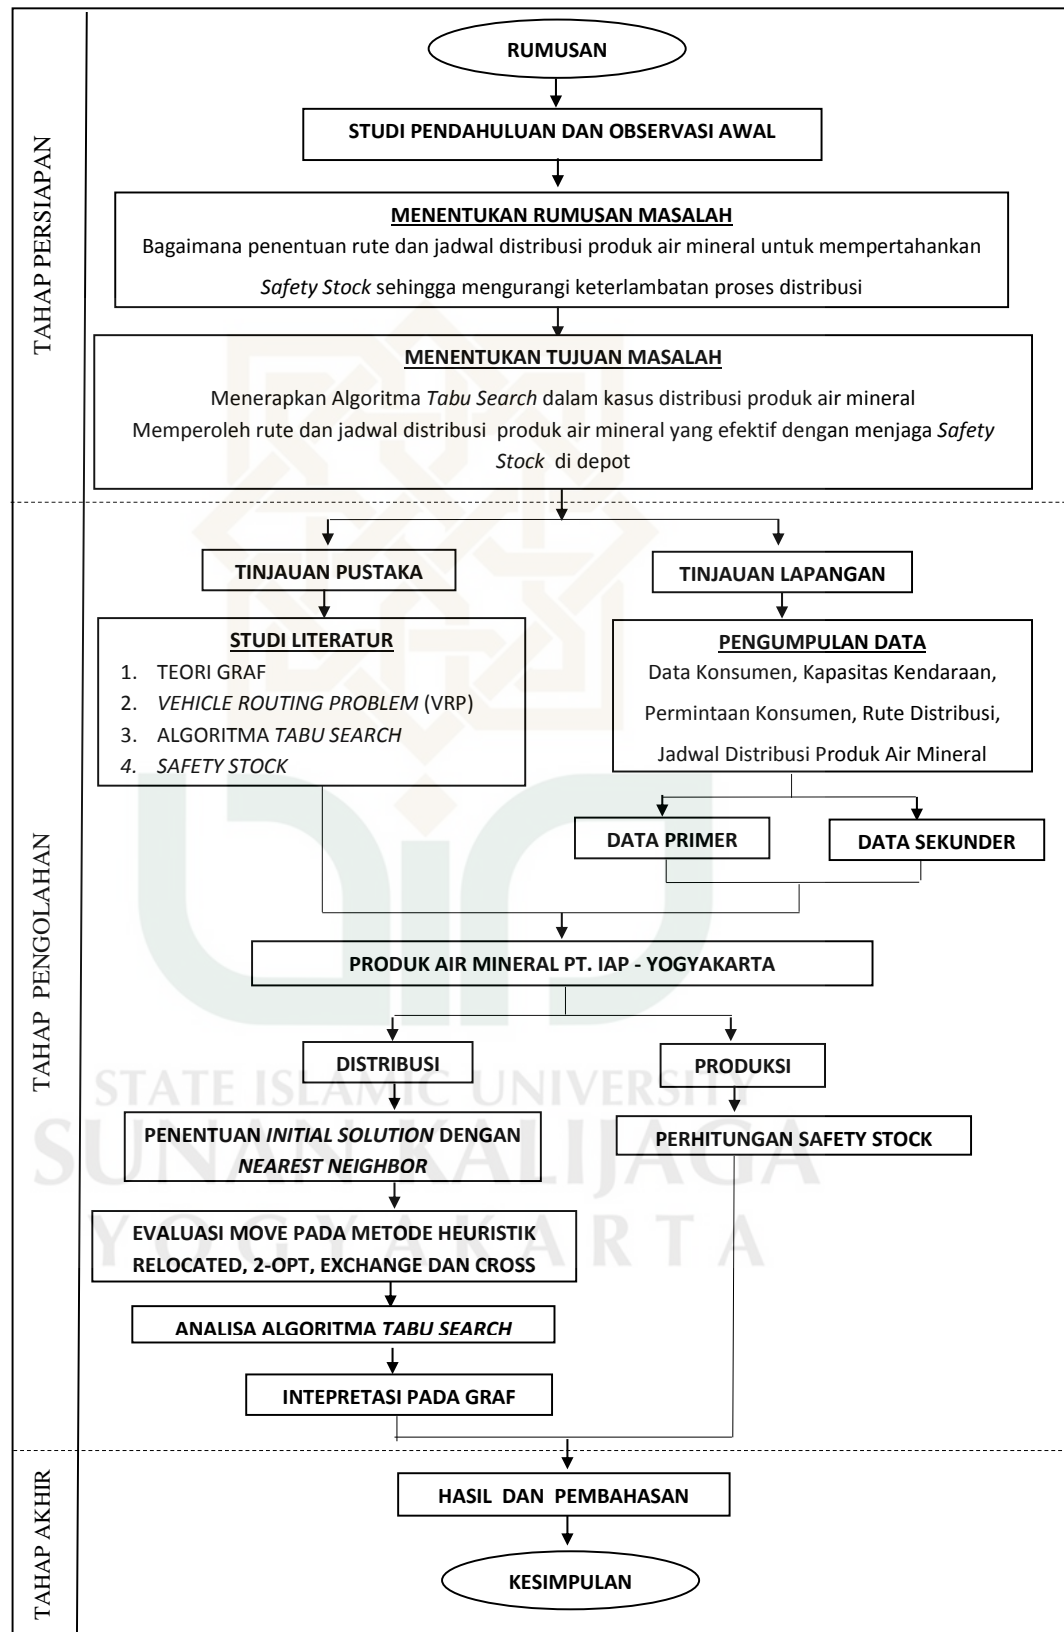 TAHAP PERSIAPAN
RUMUSAN
STUDI PENDAHULUAN DAN OBSERVASI AWAL
MENENTUKAN RUMUSAN MASALAH
Bagaimana penentuan rute dan jadwal distribusi produk air mineral untuk mempertahankan
Safety Stock sehingga mengurangi keterlambatan proses distribusi
MENENTUKAN TUJUAN MASALAH
Menerapkan Algoritma Tabu Search dalam kasus distribusi produk air mineral
Memperoleh rute dan jadwal distribusi produk air mineral yang efektif dengan menjaga Safety
Stock di depot
TAHAP PENGOLAHAN
TINJAUAN PUSTAKA
TINJAUAN LAPANGAN
STUDI LITERATUR
1. TEORI GRAF
2. VEHICLE ROUTING PROBLEM (VRP)
3. ALGORITMA TABU SEARCH
4. SAFETY STOCK
PENGUMPULAN DATA
Data Konsumen, Kapasitas Kendaraan,
Permintaan Konsumen, Rute Distribusi,
Jadwal Distribusi Produk Air Mineral
DATA PRIMER
DATA SEKUNDER
PRODUK AIR MINERAL PT. IAP - YOGYAKARTA
DISTRIBUSI
PRODUKSI
PENENTUAN INITIAL SOLUTION DENGAN
NEAREST NEIGHBOR
PERHITUNGAN SAFETY STOCK
EVALUASI MOVE PADA METODE HEURISTIK
RELOCATED, 2-OPT, EXCHANGE DAN CROSS
ANALISA ALGORITMA TABU SEARCH
INTEPRETASI PADA GRAF
STATE ISLAMIC UNIVERSITY
SUNAN KALIJAGA
YOGYAKARTA
TAHAP AKHIR
HASIL DAN PEMBAHASAN
KESIMPULAN